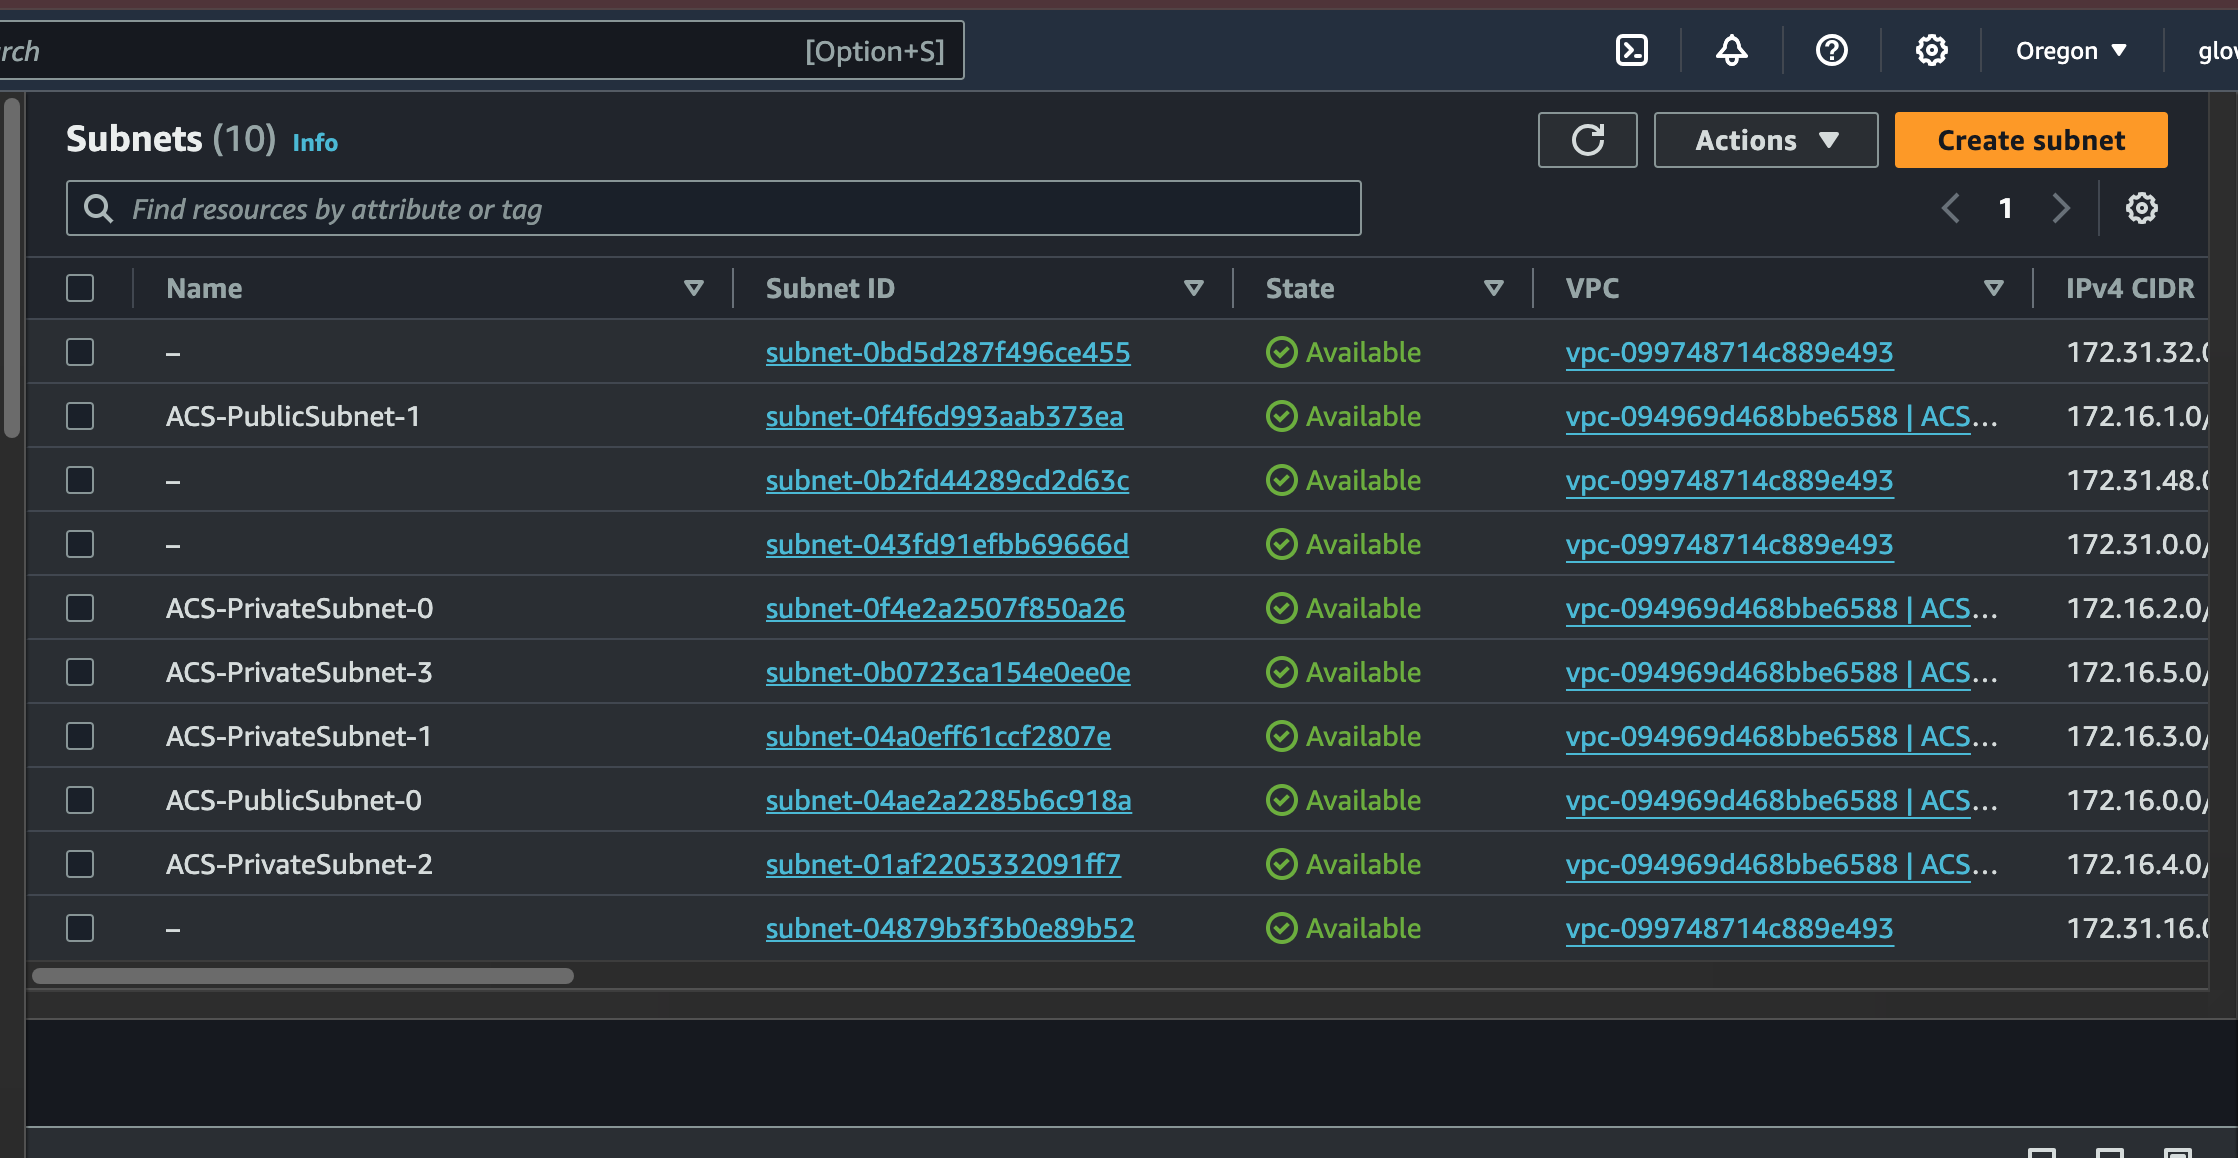 rch [Option+S] Oregon glov
Subnets (10) Info Actions Create subnet
Find resources by attribute or tag 1
Name Subnet ID State VPC IPv4 CIDR
– subnet-0bd5d287f496ce455 Available vpc-099748714c889e493 172.31.32.0
ACS-PublicSubnet-1 subnet-0f4f6d993aab373ea Available vpc-094969d468bbe6588 | ACS... 172.16.1.0/
– subnet-0b2fd44289cd2d63c Available vpc-099748714c889e493 172.31.48.0
– subnet-043fd91efbb69666d Available vpc-099748714c889e493 172.31.0.0/
ACS-PrivateSubnet-0 subnet-0f4e2a2507f850a26 Available vpc-094969d468bbe6588 | ACS... 172.16.2.0/
ACS-PrivateSubnet-3 subnet-0b0723ca154e0ee0e Available vpc-094969d468bbe6588 | ACS... 172.16.5.0/
ACS-PrivateSubnet-1 subnet-04a0eff61ccf2807e Available vpc-094969d468bbe6588 | ACS... 172.16.3.0/
ACS-PublicSubnet-0 subnet-04ae2a2285b6c918a Available vpc-094969d468bbe6588 | ACS... 172.16.0.0/
ACS-PrivateSubnet-2 subnet-01af2205332091ff7 Available vpc-094969d468bbe6588 | ACS... 172.16.4.0/
– subnet-04879b3f3b0e89b52 Available vpc-099748714c889e493 172.31.16.0